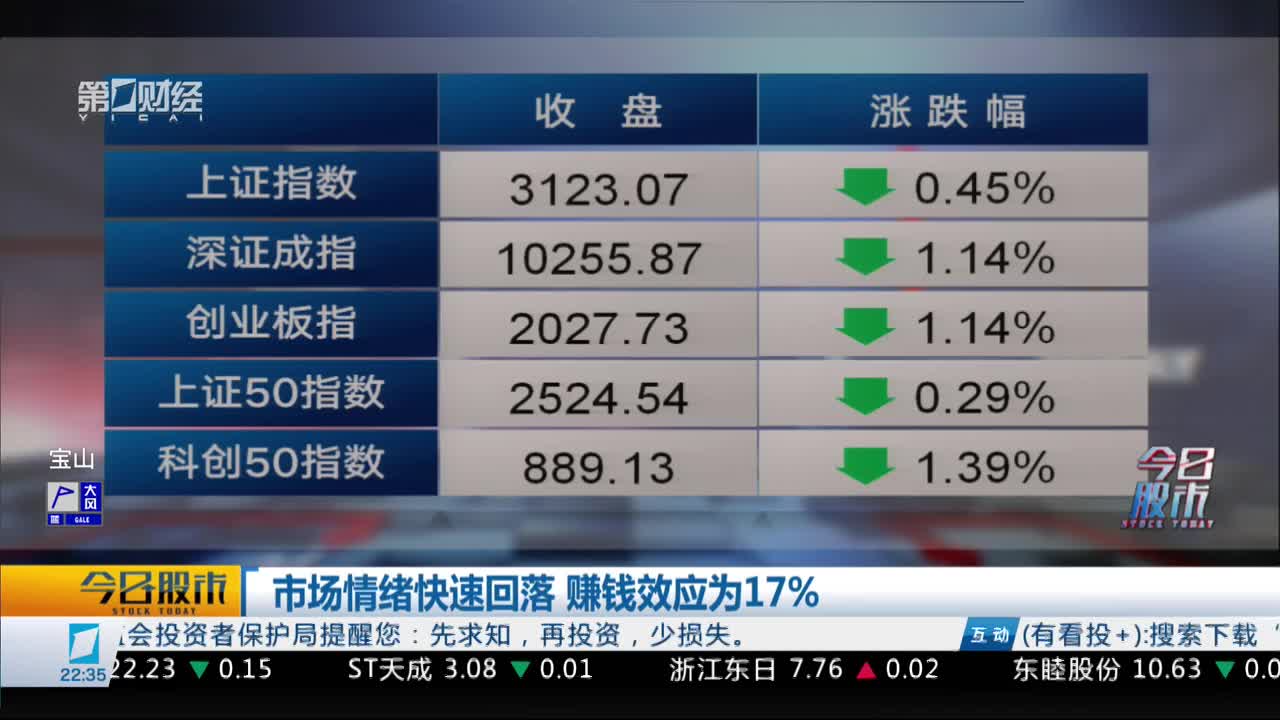 第一财经
YICAI
收 盘 涨跌幅
上证指数 3123.07 0.45%
深证成指 10255.87 1.14%
创业板指 2027.73 1.14%
上证50指数 2524.54 0.29%
科创50指数 889.13 1.39%
宝山
大风
蓝 GALE
今日股市
STOCK TODAY
今日股市
STOCK TODAY
市场情绪快速回落 赚钱效应为17%
会投资者保护局提醒您：先求知，再投资，少损失。 互动 (有看投+):搜索下载
22:35
22.23 ▼ 0.15 ST天成 3.08 ▼ 0.01 浙江东日 7.76 ▲ 0.02 东睦股份 10.63 ▼ 0.0